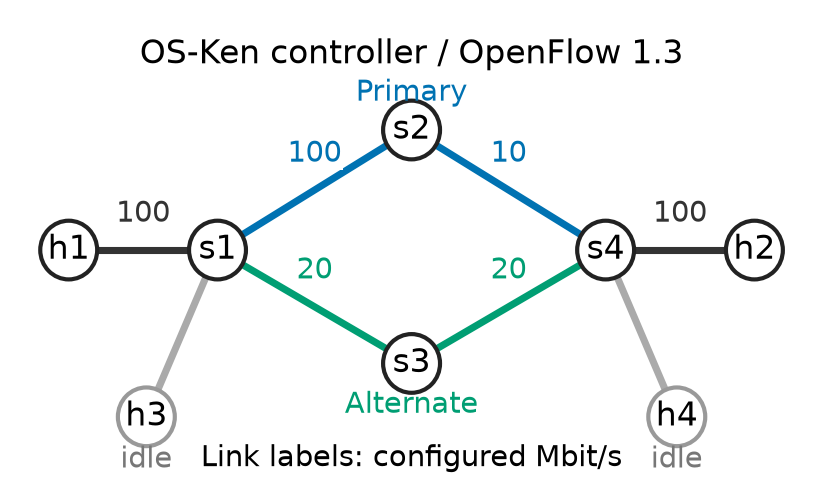 OS-Ken controller / OpenFlow 1.3
Primary
s2
100
10
100
100
h1
s1
s4
h2
20
20
s3
Alternate
h3
h4
idle
Link labels: configured Mbit/s
idle